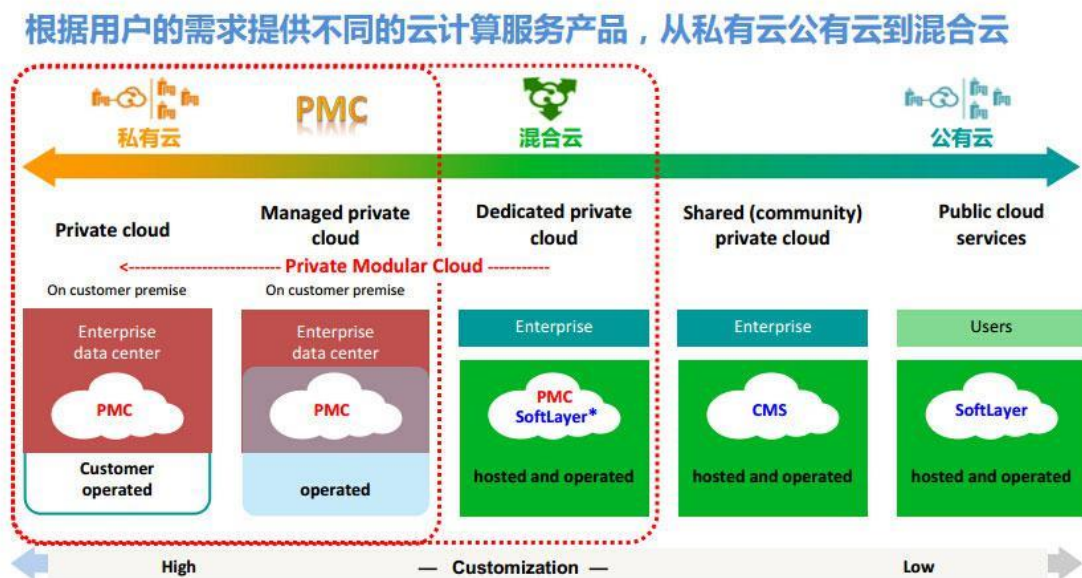 根据用户的需求提供不同的云计算服务产品，从私有云公有云到混合云
私有云
PMC
混合云
公有云
Private cloud
Managed private
cloud
Dedicated private
cloud
Shared (community)
private cloud
Public cloud
services
<---------------------- Private Modular Cloud ---------
On customer premise
On customer premise
Enterprise
data center
PMC
Customer
operated
Enterprise
data center
PMC
operated
Enterprise
PMC
SoftLayer*
hosted and operated
Enterprise
CMS
hosted and operated
Users
SoftLayer
hosted and operated
High — Customization — Low